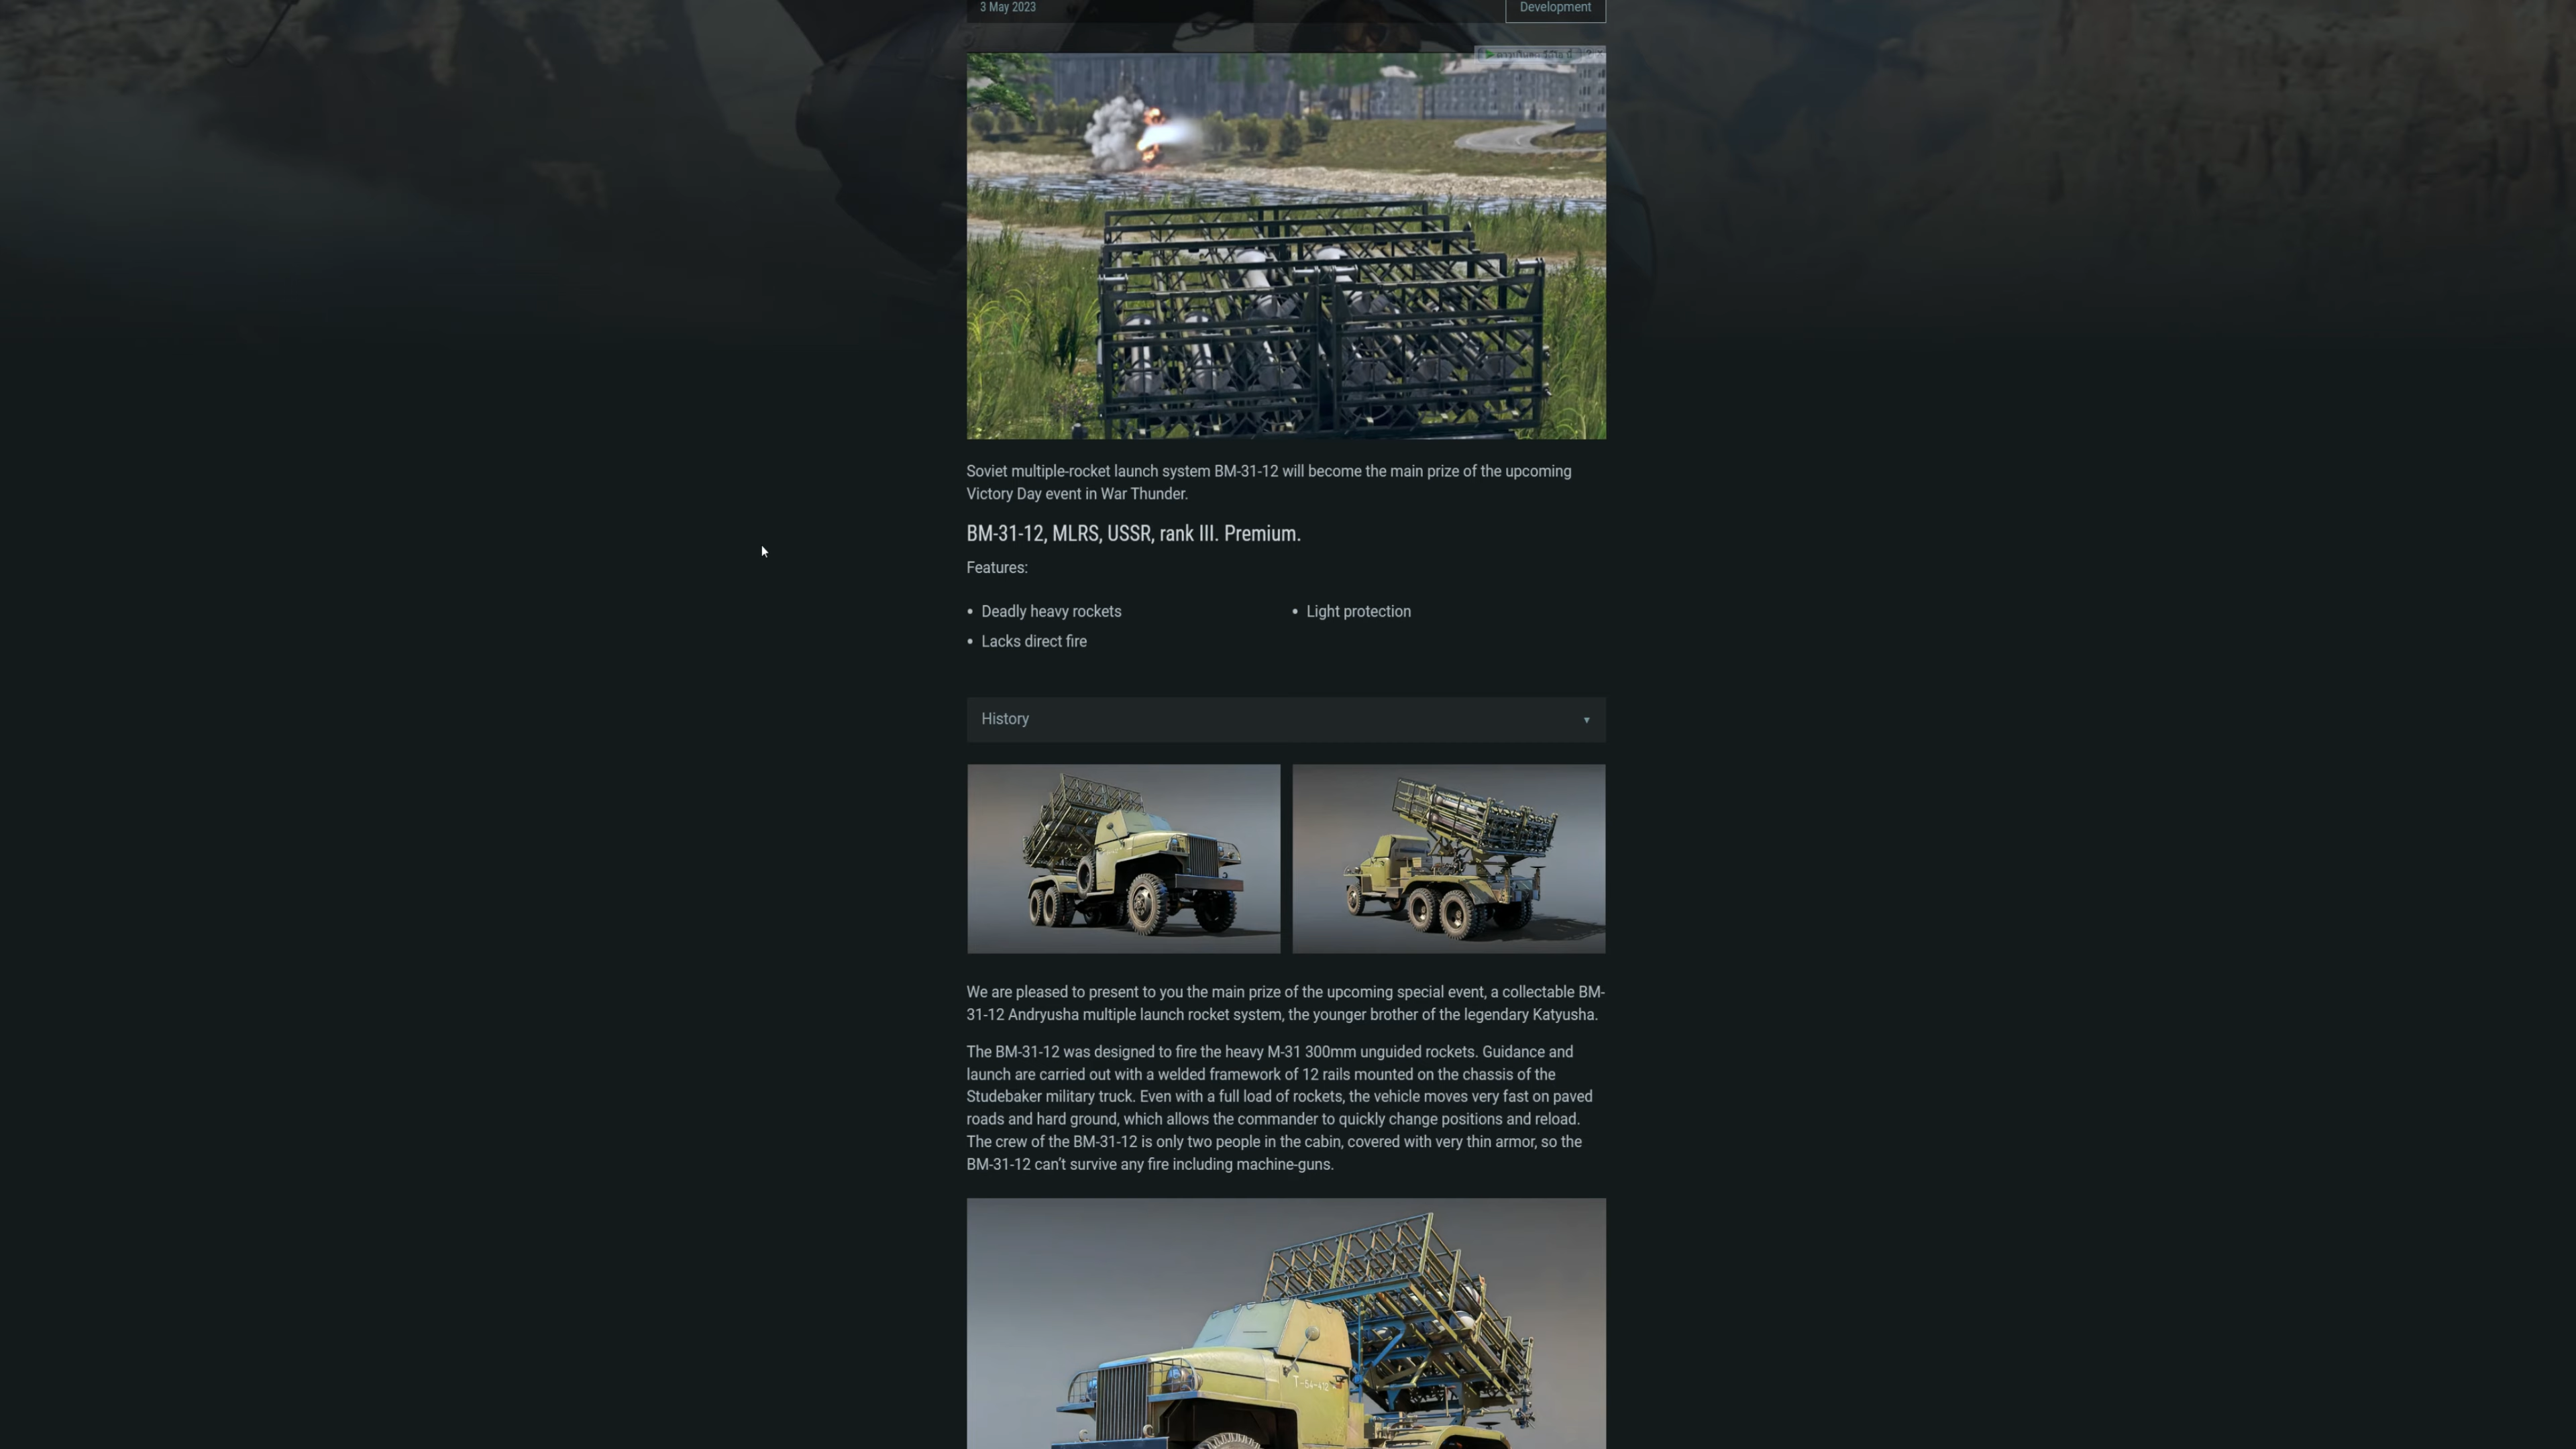 3 May 2023
Development
Soviet multiple-rocket launch system BM-31-12 will become the main prize of the upcoming
Victory Day event in War Thunder.
BM-31-12, MLRS, USSR, rank III. Premium.
Features:
• Deadly heavy rockets
• Light protection
• Lacks direct fire
History
We are pleased to present to you the main prize of the upcoming special event, a collectable BM-
31-12 Andryusha multiple launch rocket system, the younger brother of the legendary Katyusha.
The BM-31-12 was designed to fire the heavy M-31 300mm unguided rockets. Guidance and
launch are carried out with a welded framework of 12 rails mounted on the chassis of the
Studebaker military truck. Even with a full load of rockets, the vehicle moves very fast on paved
roads and hard ground, which allows the commander to quickly change positions and reload.
The crew of the BM-31-12 is only two people in the cabin, covered with very thin armor, so the
BM-31-12 can't survive any fire including machine-guns.